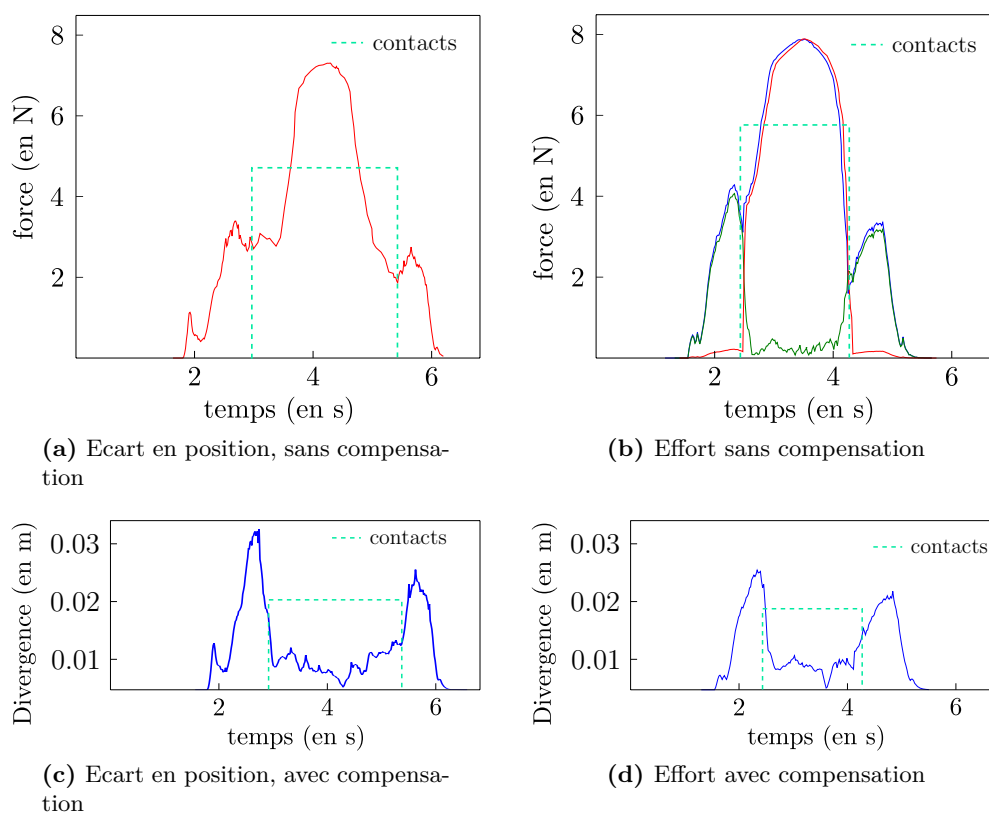 8
6
4
2
force (en N)
contacts
2
4
6
temps (en s)
(a) Ecart en position, sans compensa-
tion
8
6
4
2
force (en N)
contacts
2
4
6
temps (en s)
(b) Effort sans compensation
0.03
0.02
0.01
Divergence (en m)
contacts
2
4
6
temps (en s)
(c) Ecart en position, avec compensa-
tion
0.03
0.02
0.01
Divergence (en m)
contacts
2
4
6
temps (en s)
(d) Effort avec compensation